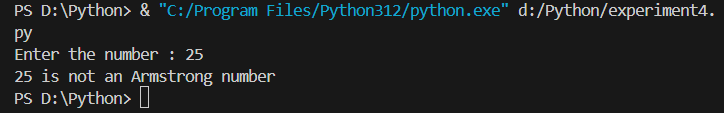 PS D:\Python> & "C:/Program Files/Python312/python.exe" d:/Python/experiment4.
py
Enter the number : 25
25 is not an Armstrong number
PS D:\Python>